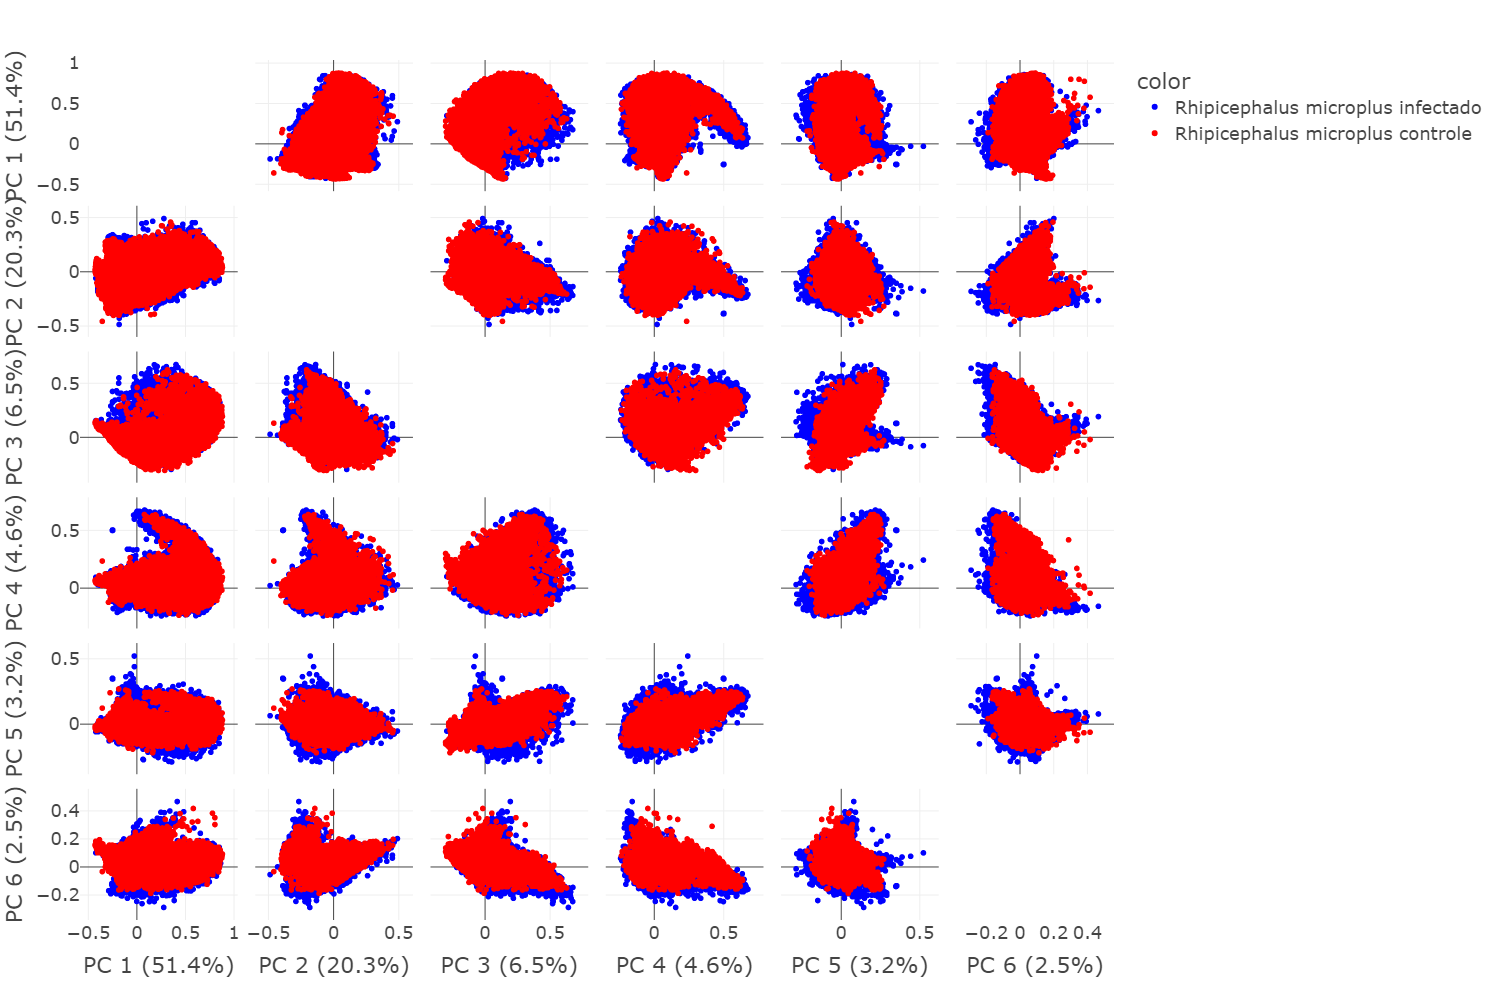 color
Rhipicephalus microplus infectado
Rhipicephalus microplus controle
PC 1 (51.4%)
1
0.5
0
−0.5
PC 2 (20.3%)
0.5
0
−0.5
PC 3 (6.5%)
0.5
0
PC 4 (4.6%)
0.5
0
PC 5 (3.2%)
0.5
0
PC 6 (2.5%)
0.4
0.2
0
−0.2
−0.5 0 0.5 1 −0.5 0 0.5 0 0.5 0 0.5 0 0.5 −0.2 0 0.2 0.4
PC 1 (51.4%) PC 2 (20.3%) PC 3 (6.5%) PC 4 (4.6%) PC 5 (3.2%) PC 6 (2.5%)